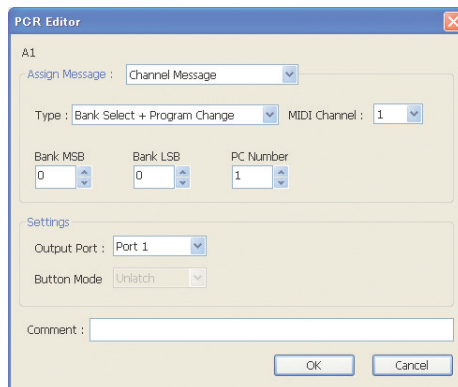 PCR Editor
A1
Assign Message : Channel Message
Type : Bank Select + Program Change MIDI Channel : 1
Bank MSB Bank LSB PC Number
0 0 1
Settings
Output Port : Port 1
Button Mode Unlatch
Comment :
OK Cancel